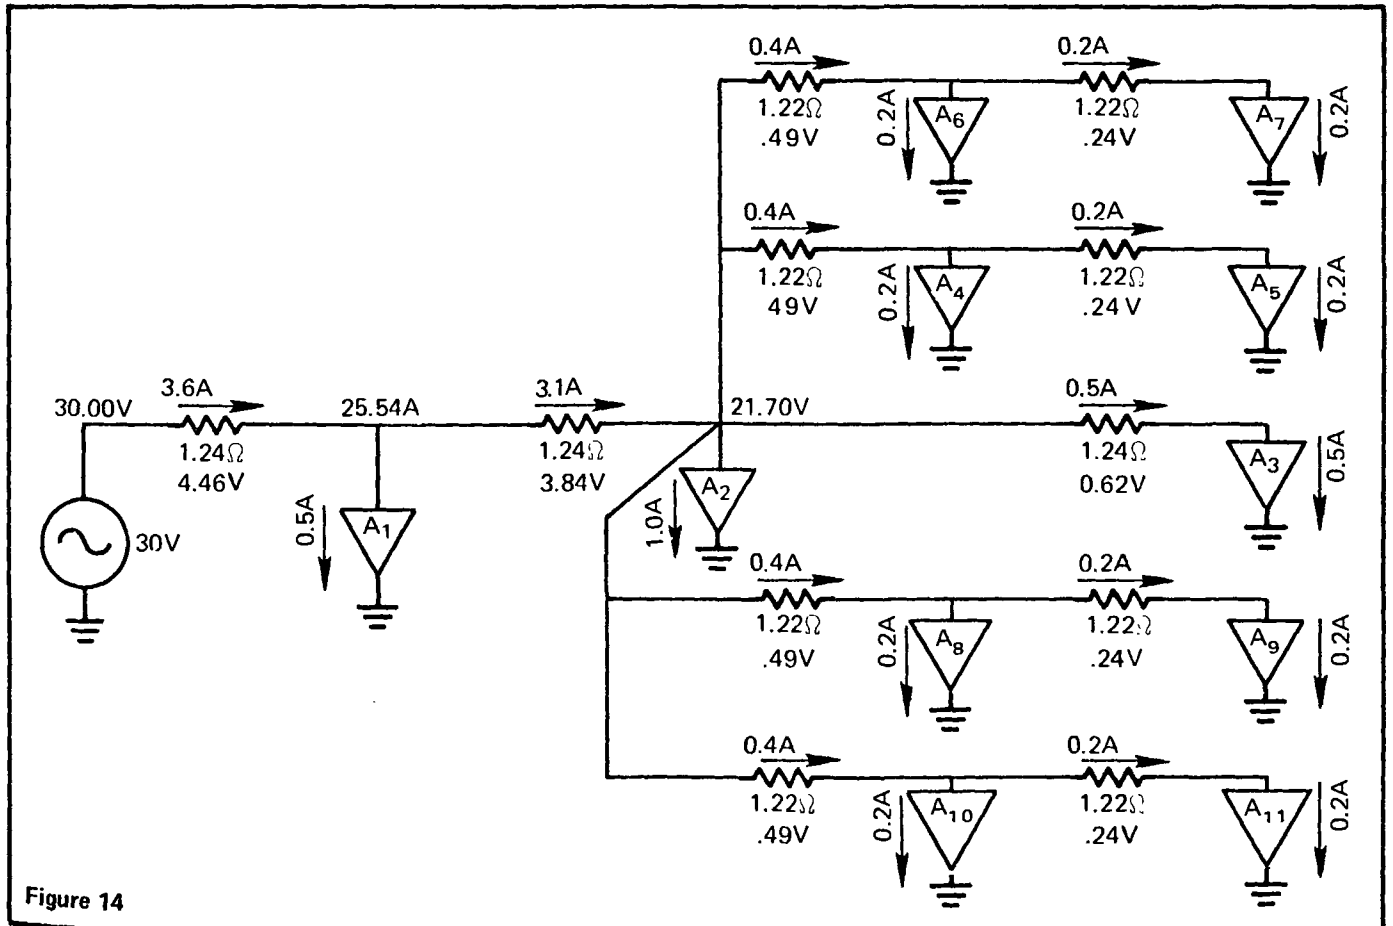 0.4A
0.2A
1.22Ω
.49V
0.2A
A6
1.22Ω
.24V
A7
0.2A
0.4A
0.2A
1.22Ω
49V
0.2A
A4
1.22Ω
.24V
A5
0.2A
30.00V
3.6A
25.54A
3.1A
21.70V
0.5A
1.24Ω
4.46V
1.24Ω
3.84V
1.24Ω
0.62V
A3
0.5A
30V
0.5A
A1
1.0A
A2
0.4A
0.2A
1.22Ω
.49V
0.2A
A8
1.22Ω
.24V
A9
0.2A
0.4A
0.2A
1.22Ω
.49V
0.2A
A10
1.22Ω
.24V
A11
0.2A
Figure 14